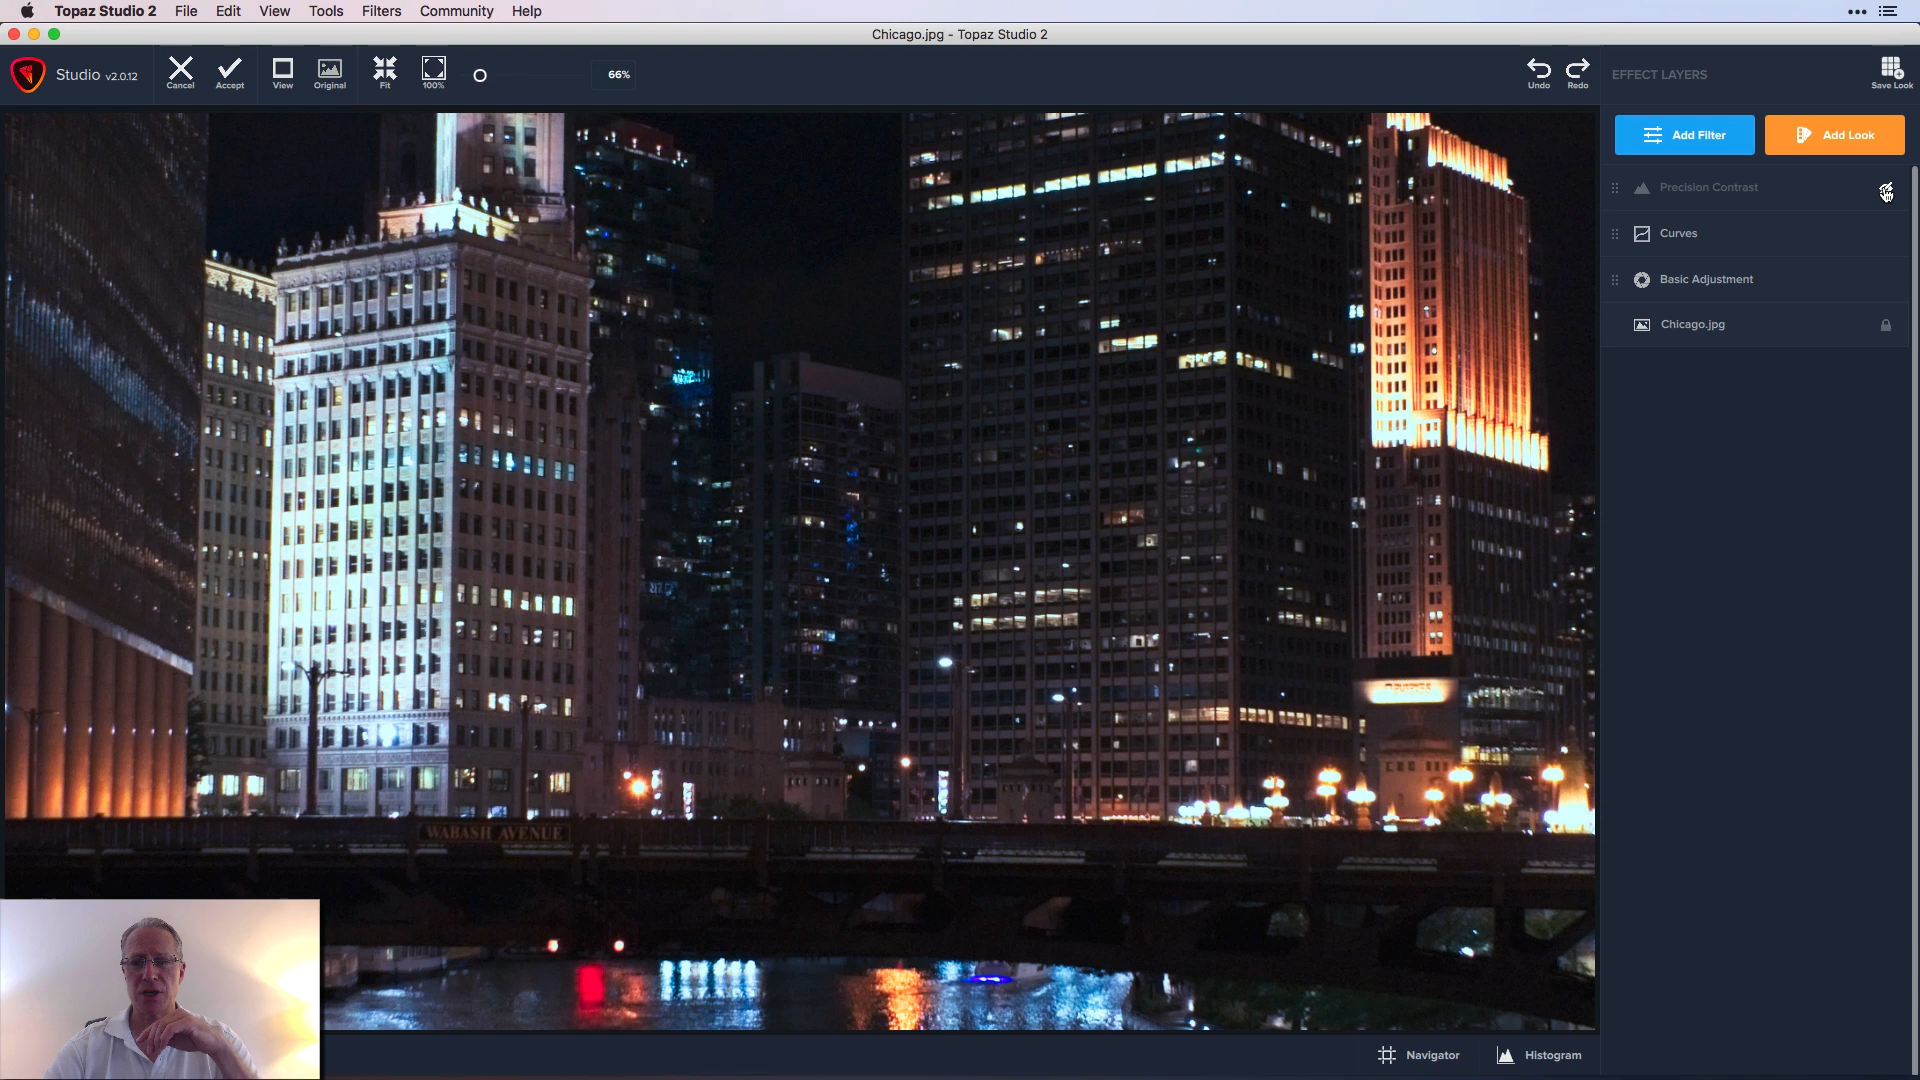 Topaz Studio 2 File Edit View Tools Filters Community Help
Chicago.jpg - Topaz Studio 2
Studio v2.0.12
Cancel
Accept
View
Original
Fit
100%
66%
Undo
Redo
EFFECT LAYERS
Save Look
Add Filter
Add Look
Precision Contrast
Curves
Basic Adjustment
Chicago.jpg
WABASH AVENUE
Navigator
Histogram